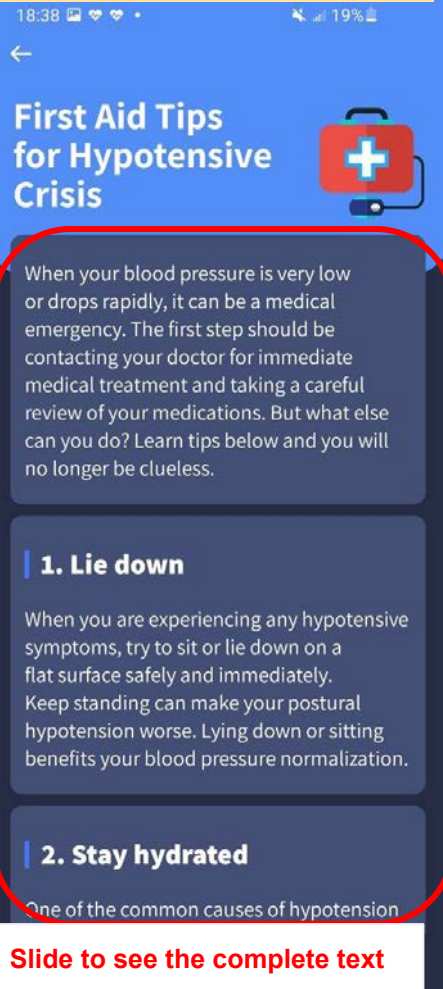 18:38 19%
First Aid Tips
for Hypotensive
Crisis
When your blood pressure is very low
or drops rapidly, it can be a medical
emergency. The first step should be
contacting your doctor for immediate
medical treatment and taking a careful
review of your medications. But what else
can you do? Learn tips below and you will
no longer be clueless.
1. Lie down
When you are experiencing any hypotensive
symptoms, try to sit or lie down on a
flat surface safely and immediately.
Keep standing can make your postural
hypotension worse. Lying down or sitting
benefits your blood pressure normalization.
2. Stay hydrated
One of the common causes of hypotension
Slide to see the complete text